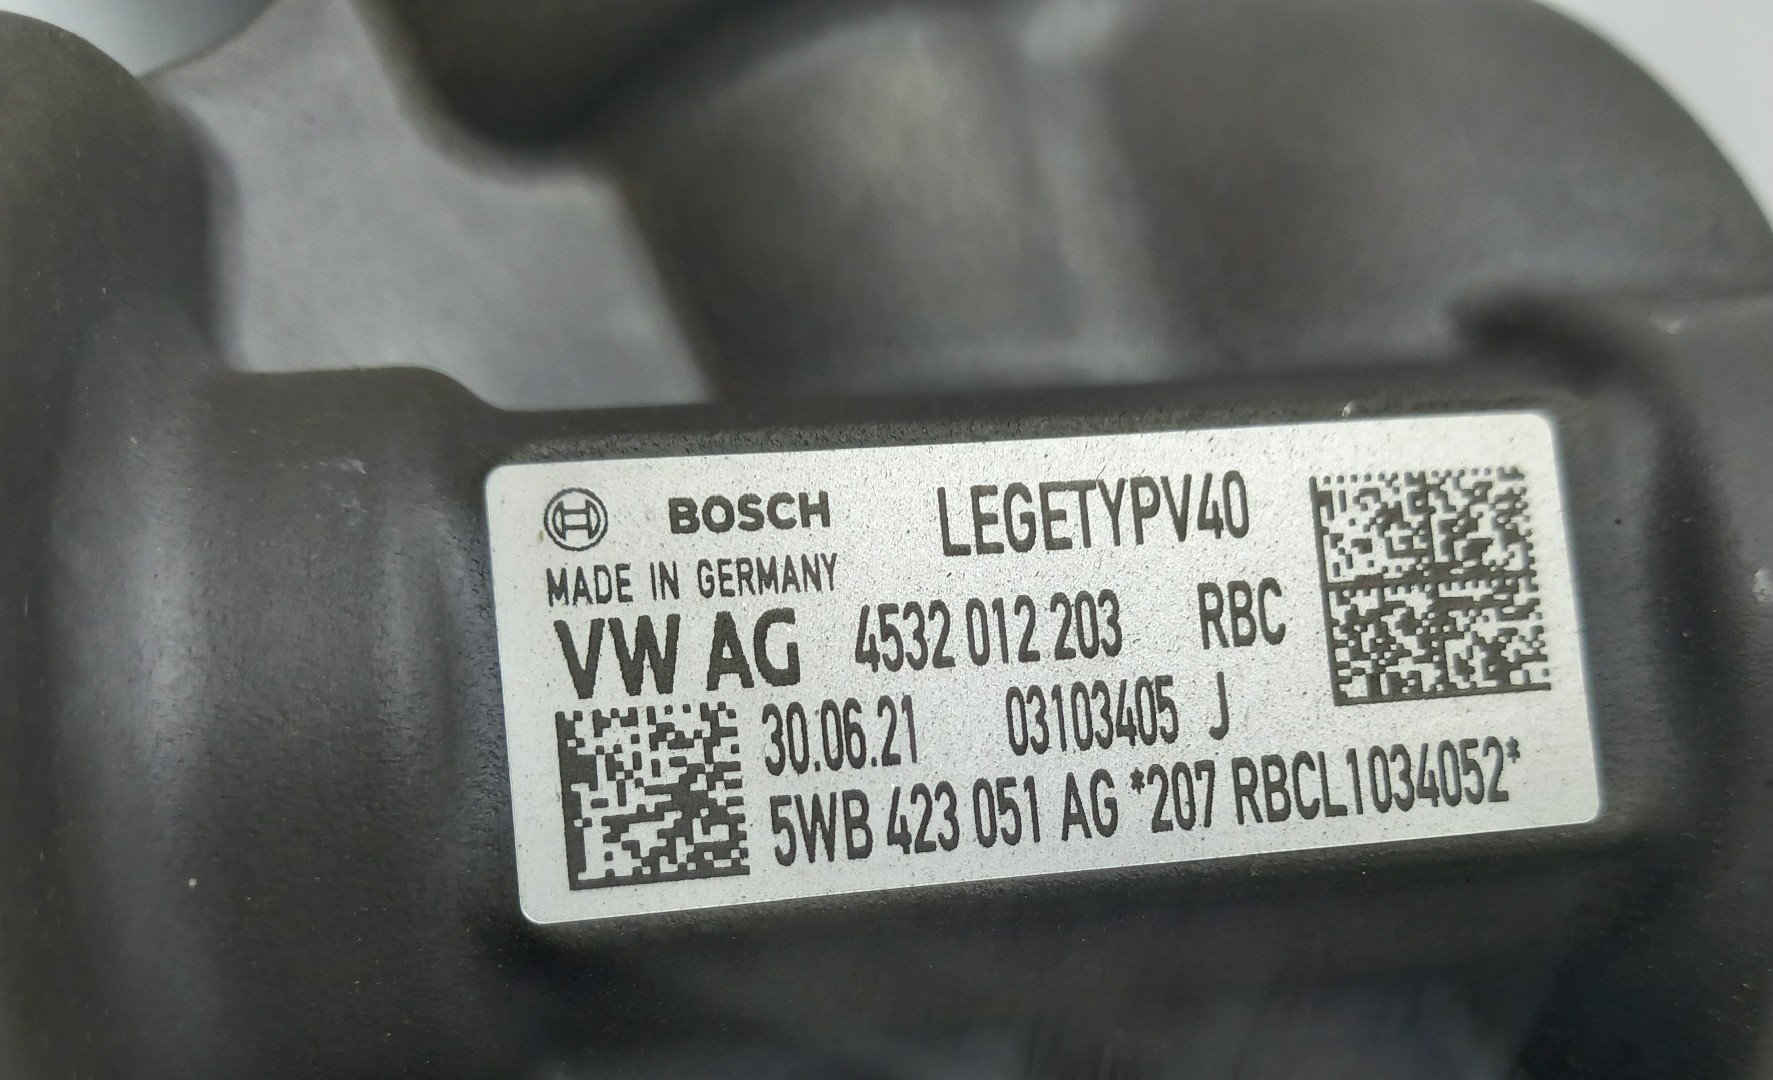 BOSCH LEGETYPV40
MADE IN GERMANY
VW AG 4532 012 203 RBC
30.06.21 03103405 J
5WB 423 051 AG *207 RBCL1034052*